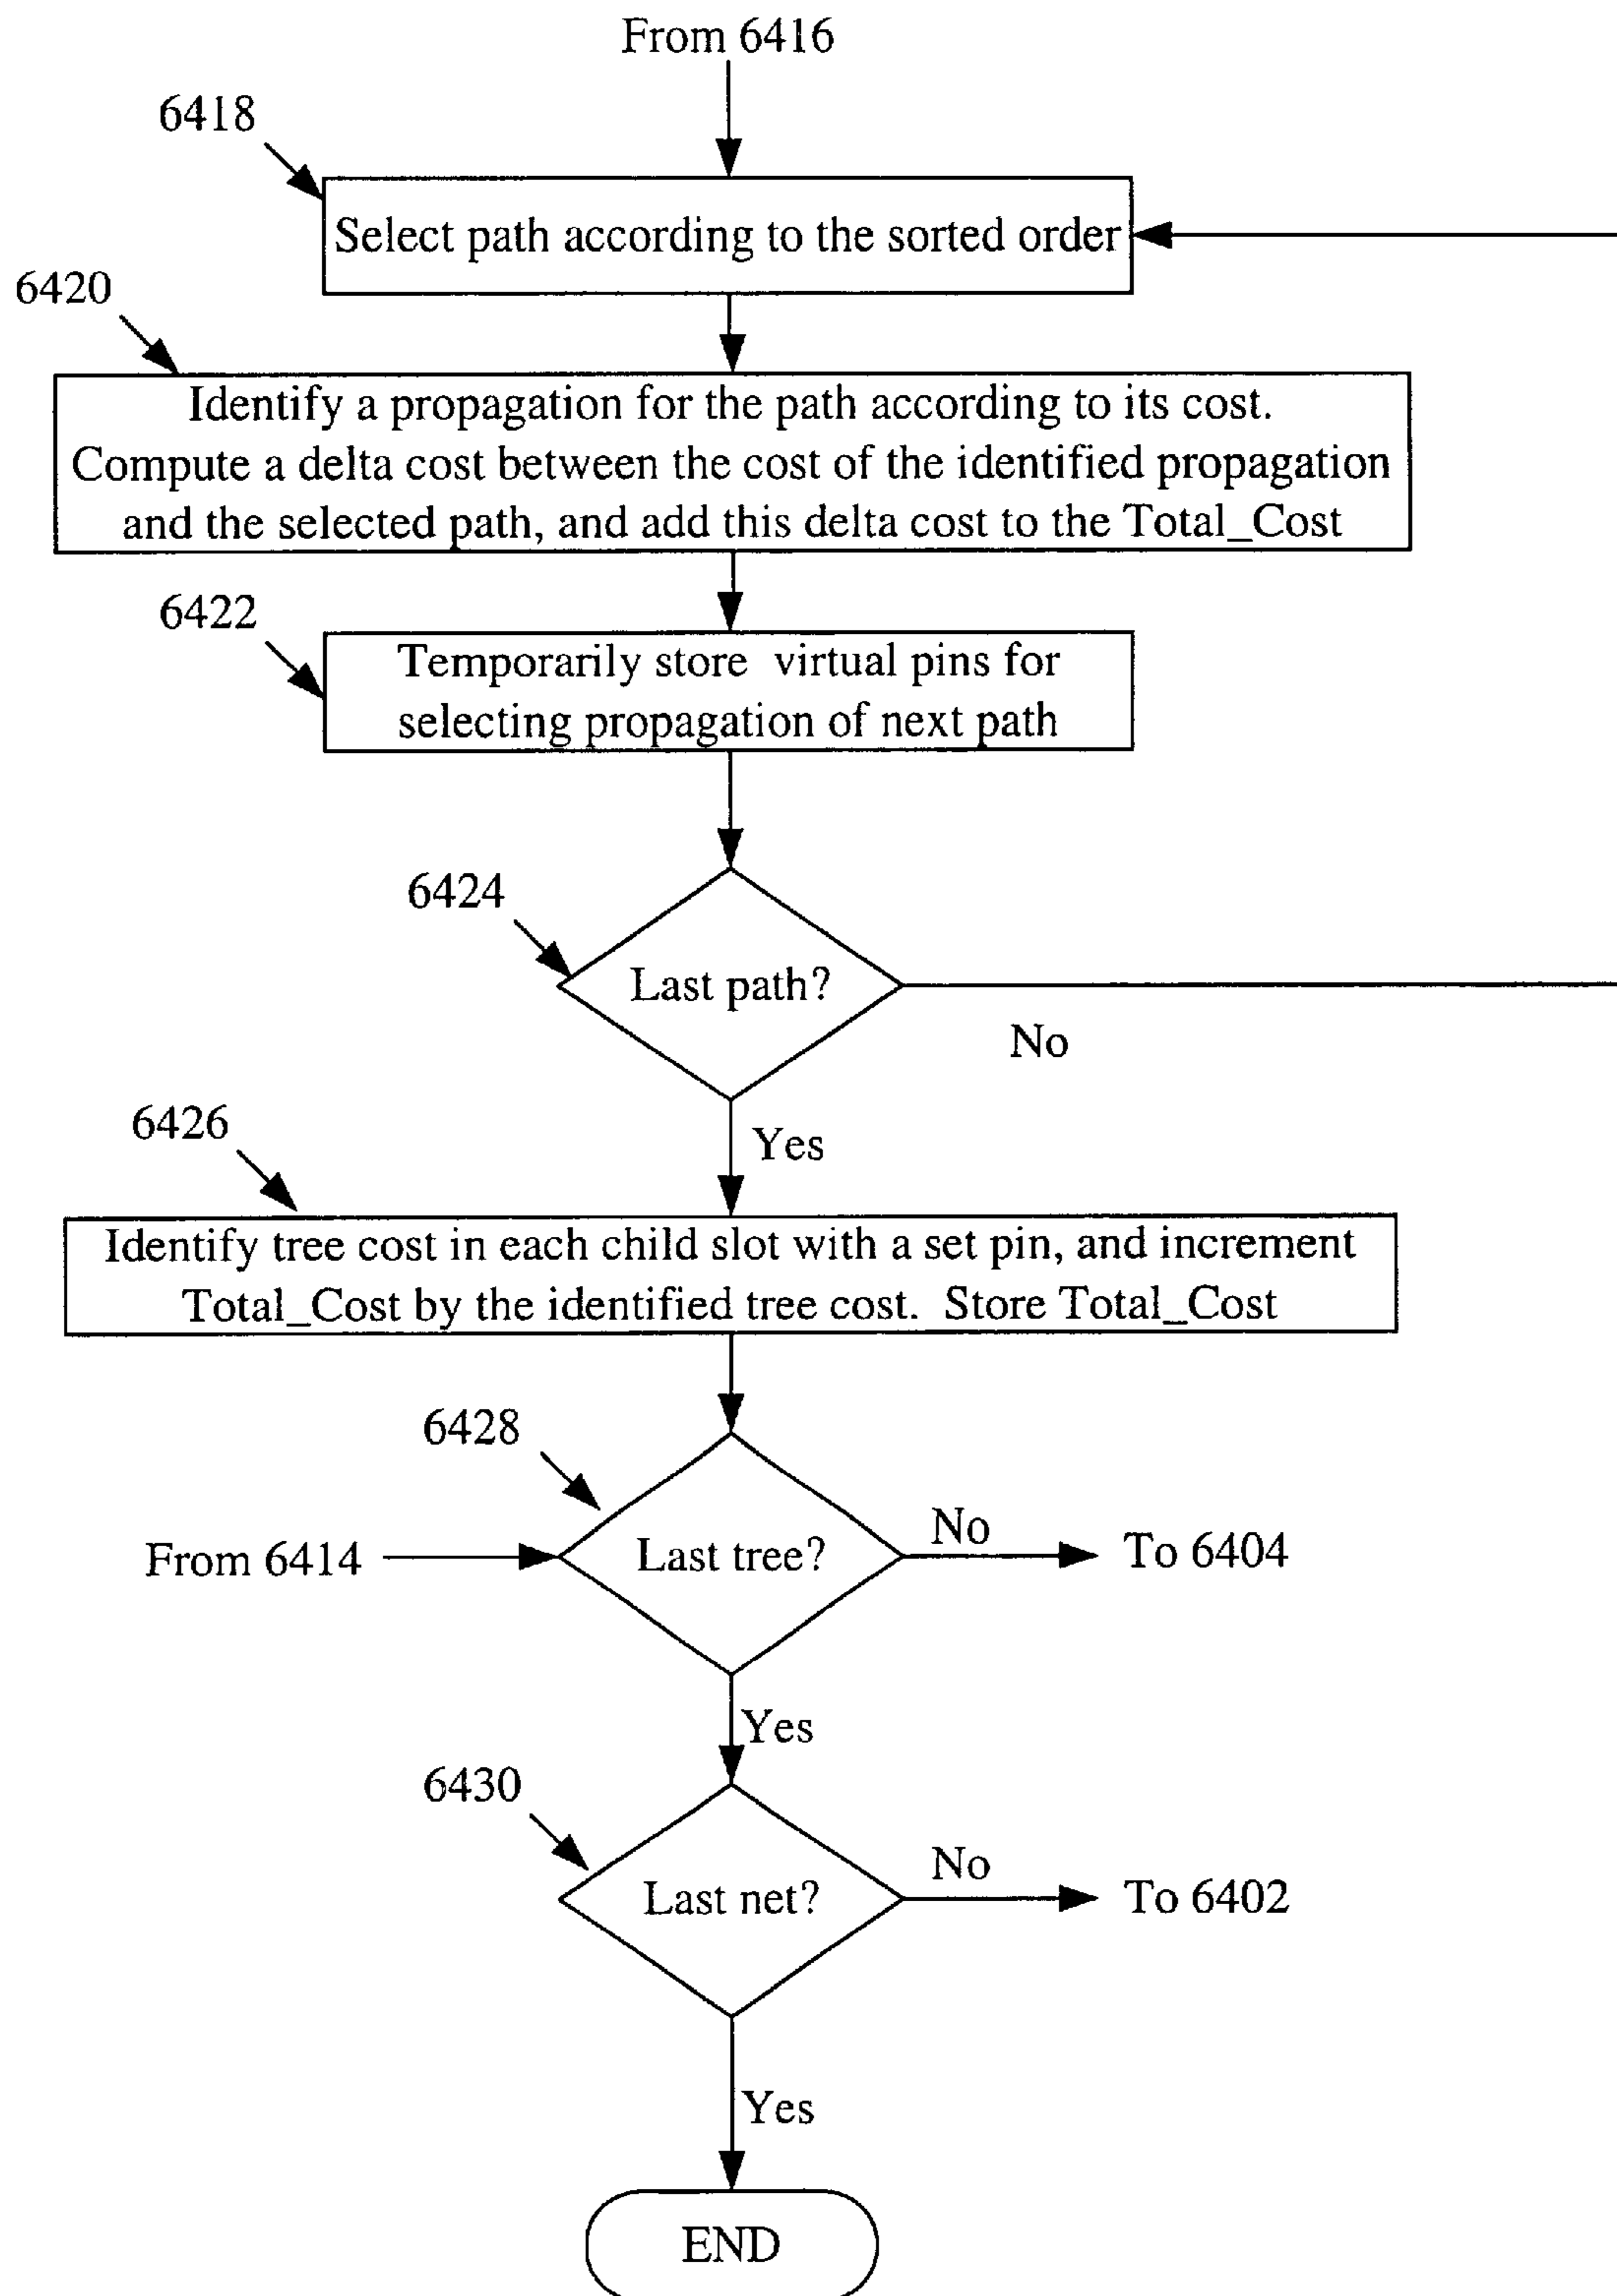 From 6416
6418
Select path according to the sorted order
6420
Identify a propagation for the path according to its cost.
Compute a delta cost between the cost of the identified propagation
and the selected path, and add this delta cost to the Total_Cost
6422
Temporarily store virtual pins for
selecting propagation of next path
6424
Last path?
No
Yes
6426
Identify tree cost in each child slot with a set pin, and increment
Total_Cost by the identified tree cost. Store Total_Cost
6428
From 6414
Last tree?
No
To 6404
Yes
6430
Last net?
No
To 6402
Yes
END